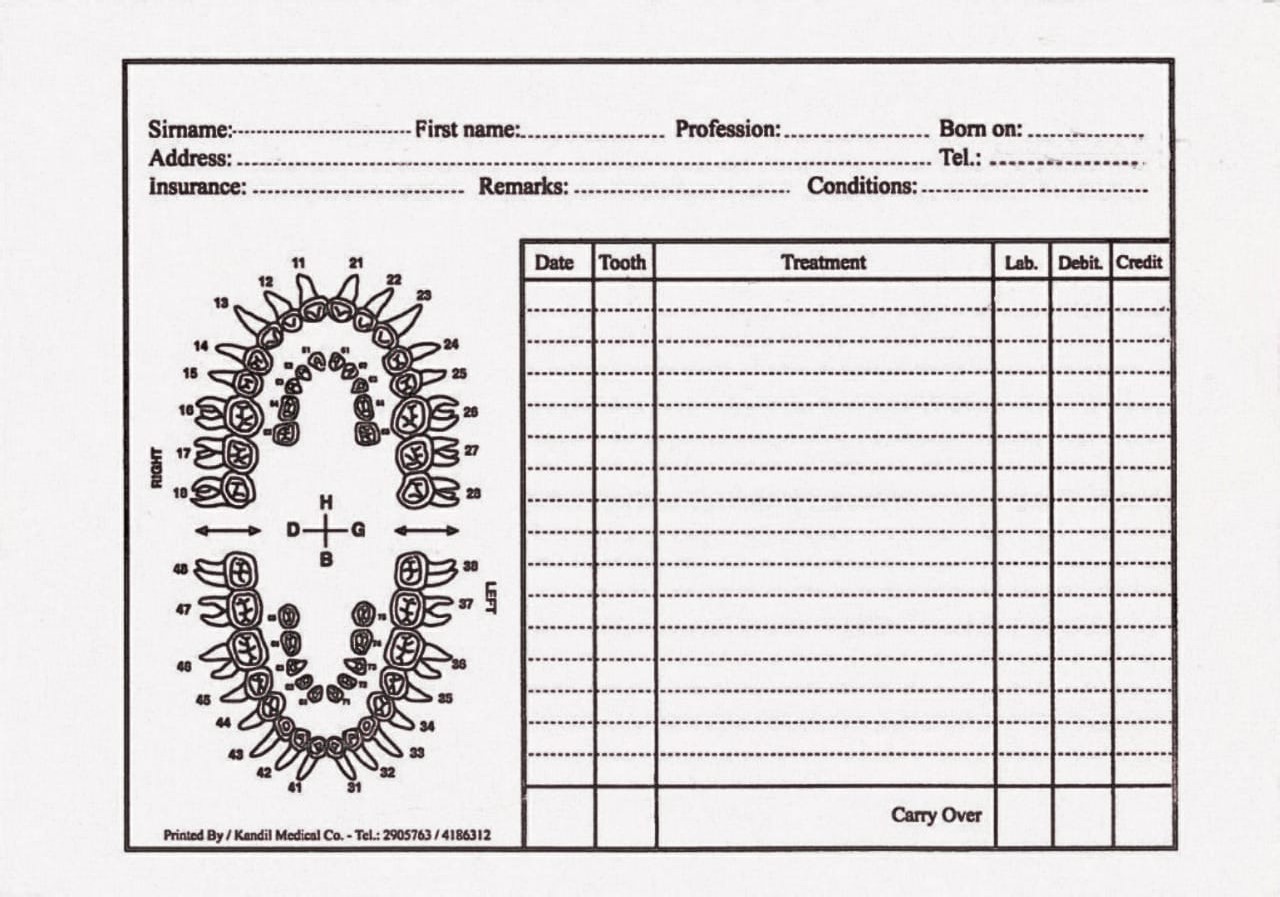 Sirname: First name: Profession: Born on:
Address: Tel.:
Insurance: Remarks: Conditions:
Date Tooth Treatment Lab. Debit. Credit
11 21
12 22
13 23
14 24
15 25
16 26
17 27
RIGHT
18 28
H
D G
B
48 38
47 37
LEFT
46 36
45 35
44 34
43 33
42 32
41 31
Carry Over
Printed By / Kandil Medical Co. - Tel.: 2905763 / 4186312